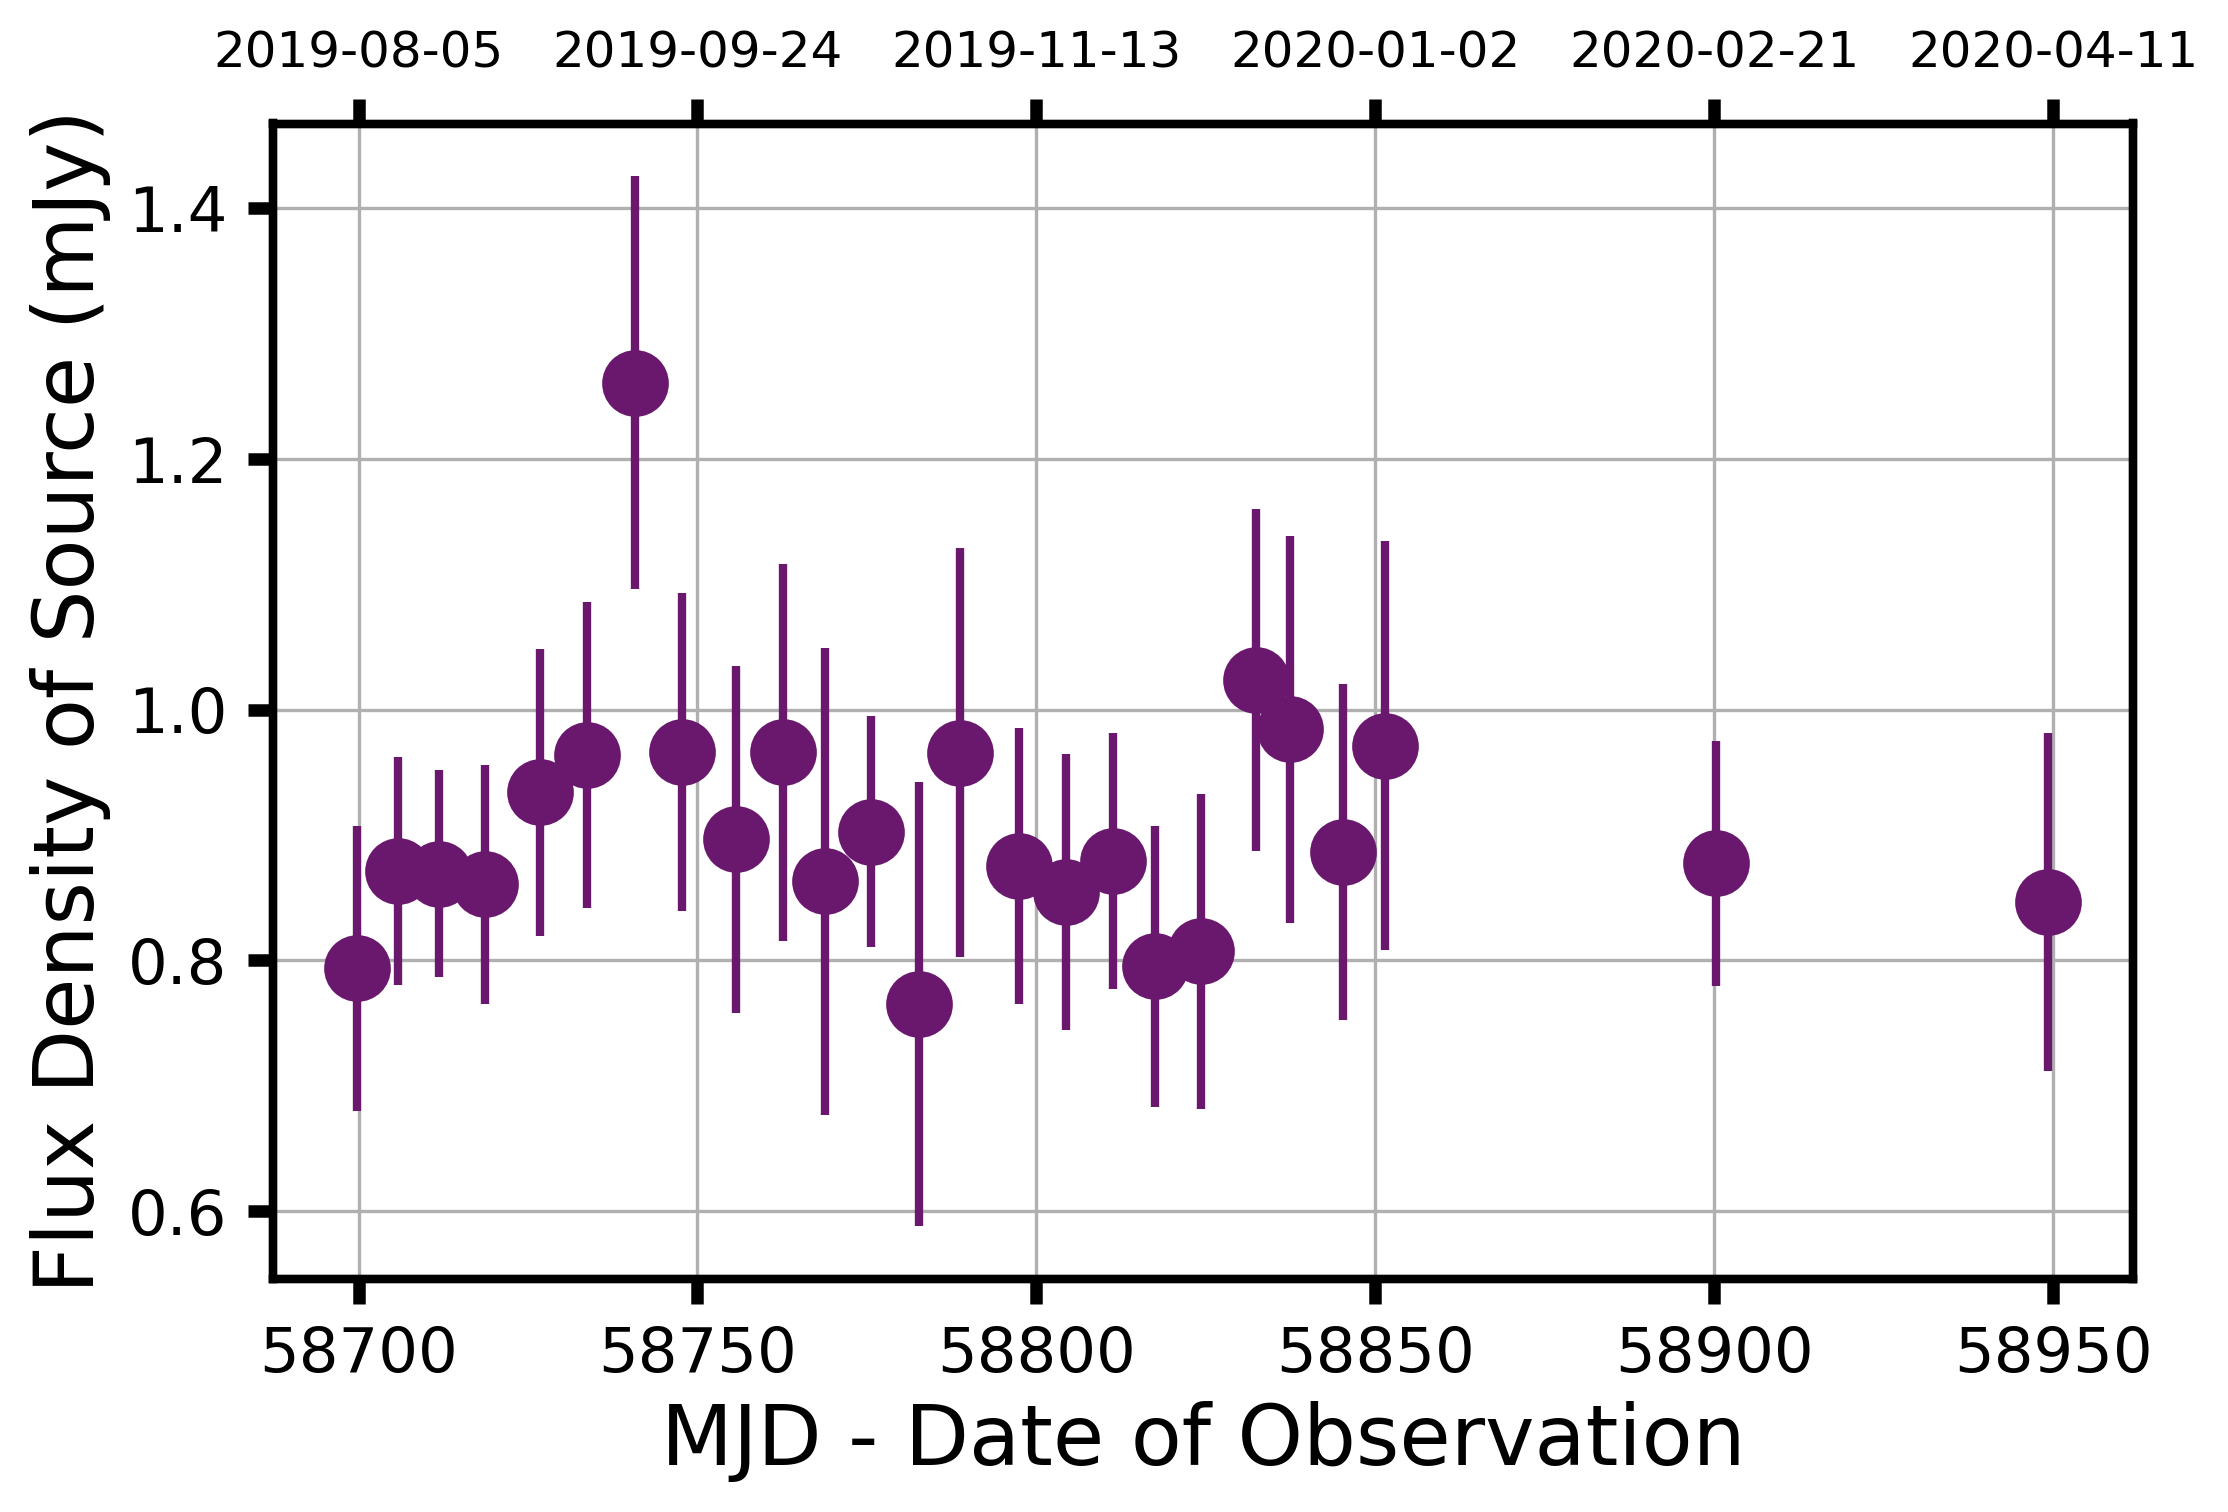 2019-08-05 2019-09-24 2019-11-13 2020-01-02 2020-02-21 2020-04-11
Flux Density of Source (mJy)
1.4
1.2
1.0
0.8
0.6
58700 58750 58800 58850 58900 58950
MJD - Date of Observation